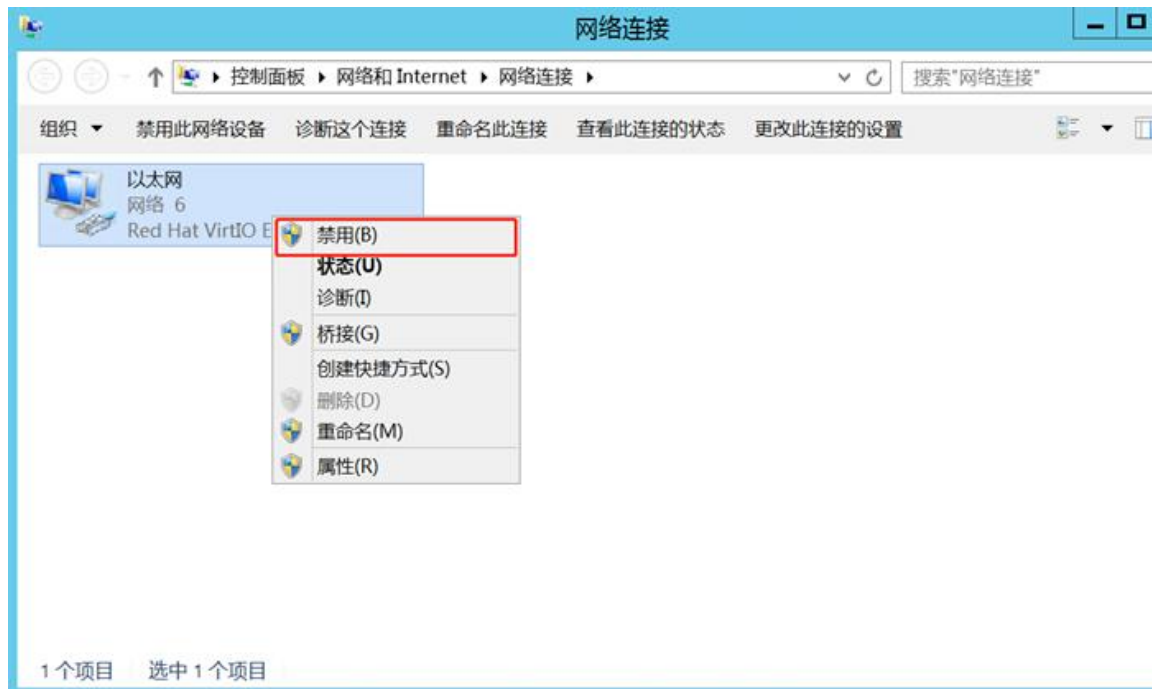 网络连接
控制面板 网络和 Internet 网络连接 搜索"网络连接"
组织 禁用此网络设备 诊断这个连接 重命名此连接 查看此连接的状态 更改此连接的设置
以太网
网络 6
Red Hat VirtIO E
禁用(B)
状态(U)
诊断(I)
桥接(G)
创建快捷方式(S)
删除(D)
重命名(M)
属性(R)
1 个项目 选中 1 个项目